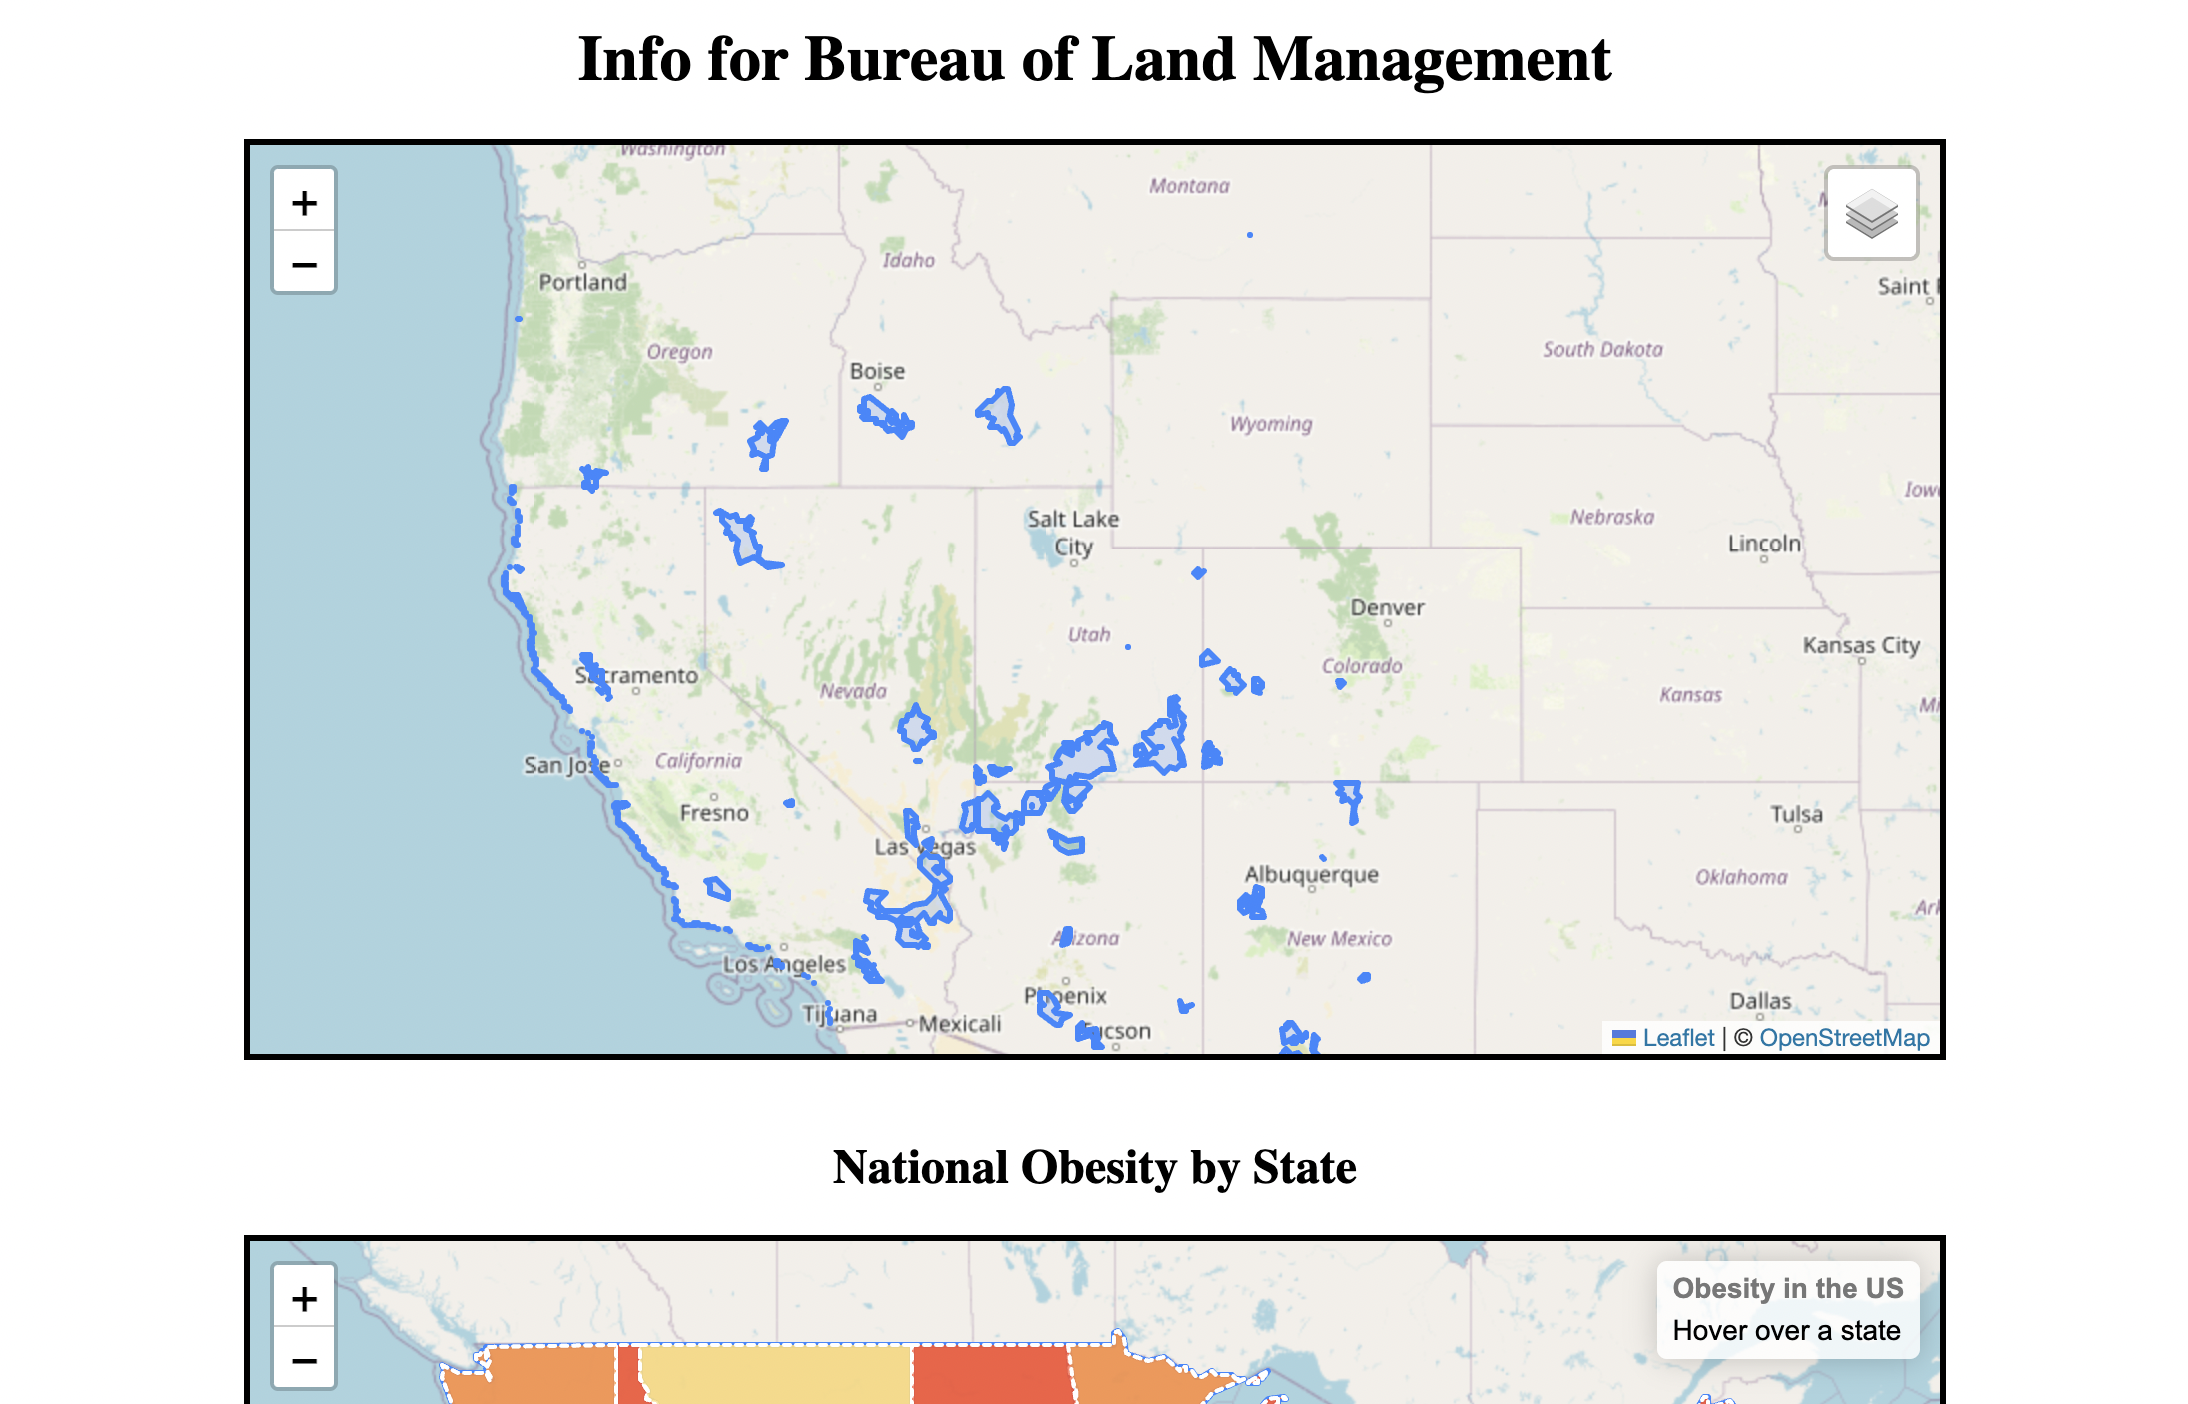 Info for Bureau of Land Management
+
−
Washington
Montana
Idaho
Portland
Saint
Oregon
South Dakota
Boise
Wyoming
Nebraska
Salt Lake
City
Lincoln
Denver
Utah
Kansas City
Sacramento
Colorado
Nevada
Kansas
San Jose
California
Fresno
Tulsa
Las Vegas
Albuquerque
Oklahoma
Arizona
New Mexico
Los Angeles
Phoenix
Dallas
Tijuana
Mexicali
Tucson
Leaflet | © OpenStreetMap
National Obesity by State
+
−
Obesity in the US
Hover over a state